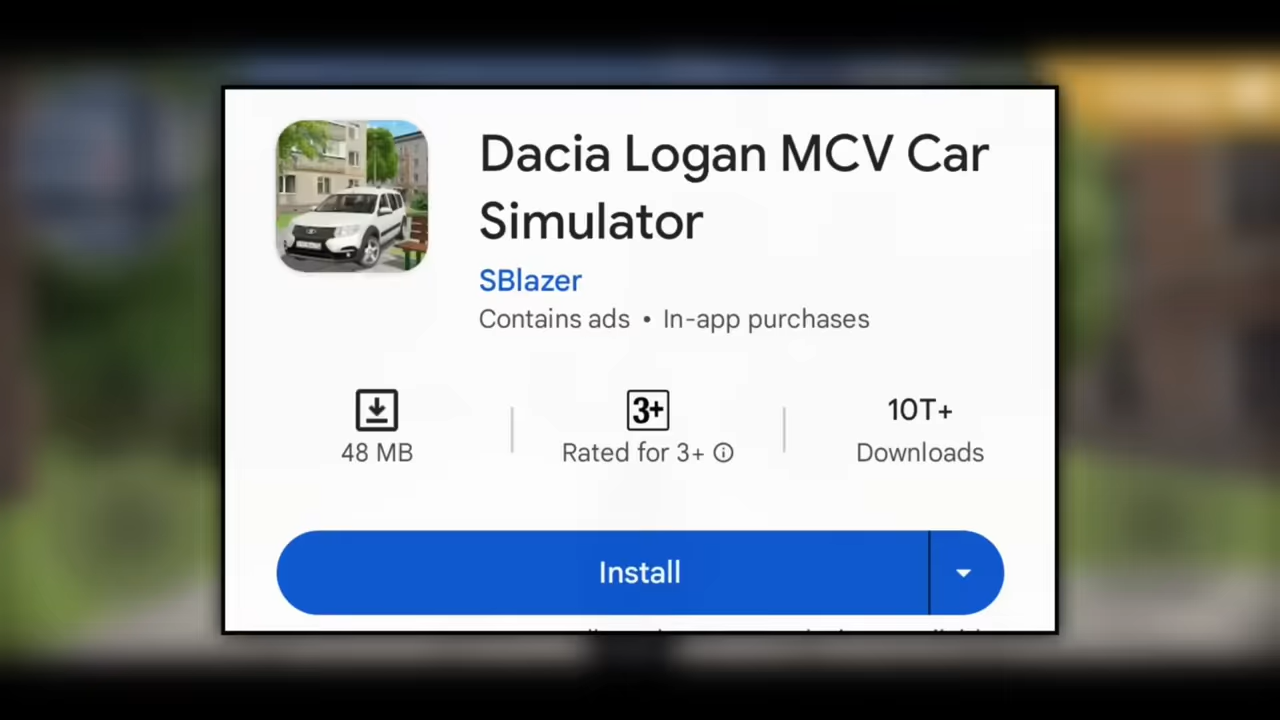 Dacia Logan MCV Car
Simulator
SBlazer
Contains ads • In-app purchases
3+
10T+
48 MB
Rated for 3+
Downloads
Install